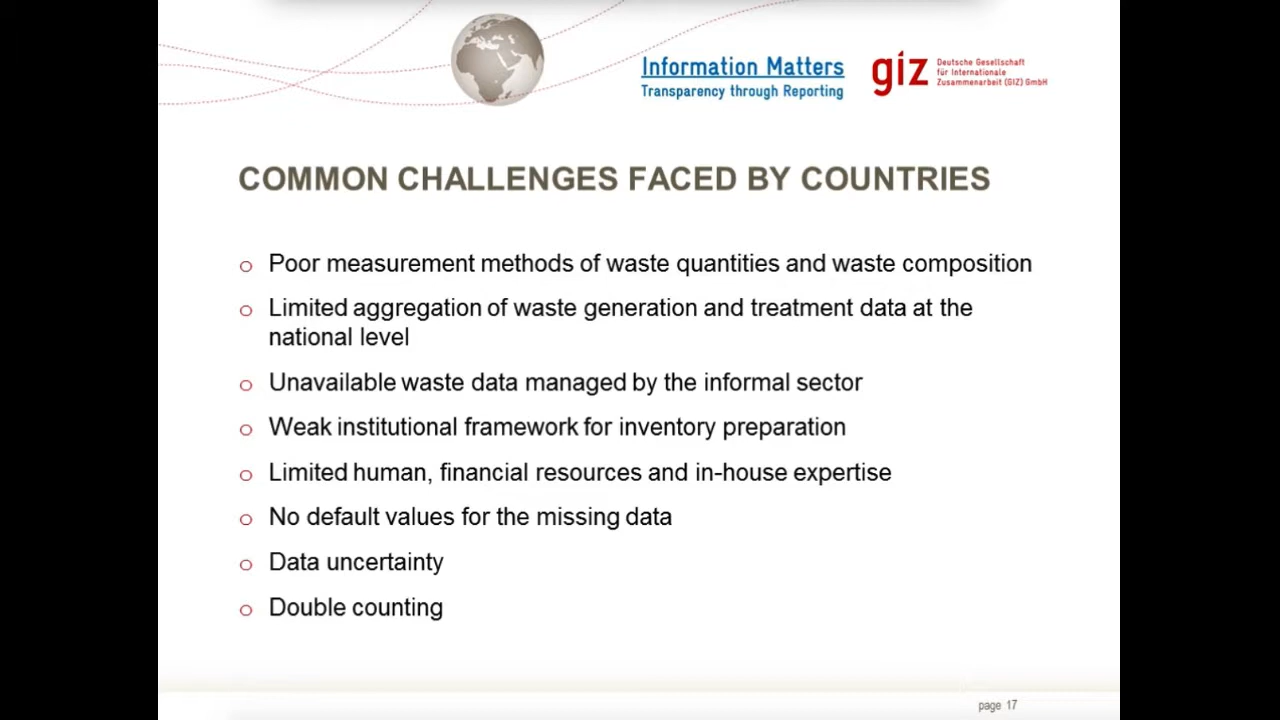 Information Matters
Transparency through Reporting
giz
Deutsche Gesellschaft
für Internationale
Zusammenarbeit (GIZ) GmbH
COMMON CHALLENGES FACED BY COUNTRIES
o Poor measurement methods of waste quantities and waste composition
o Limited aggregation of waste generation and treatment data at the
national level
o Unavailable waste data managed by the informal sector
o Weak institutional framework for inventory preparation
o Limited human, financial resources and in-house expertise
o No default values for the missing data
o Data uncertainty
o Double counting
page 17